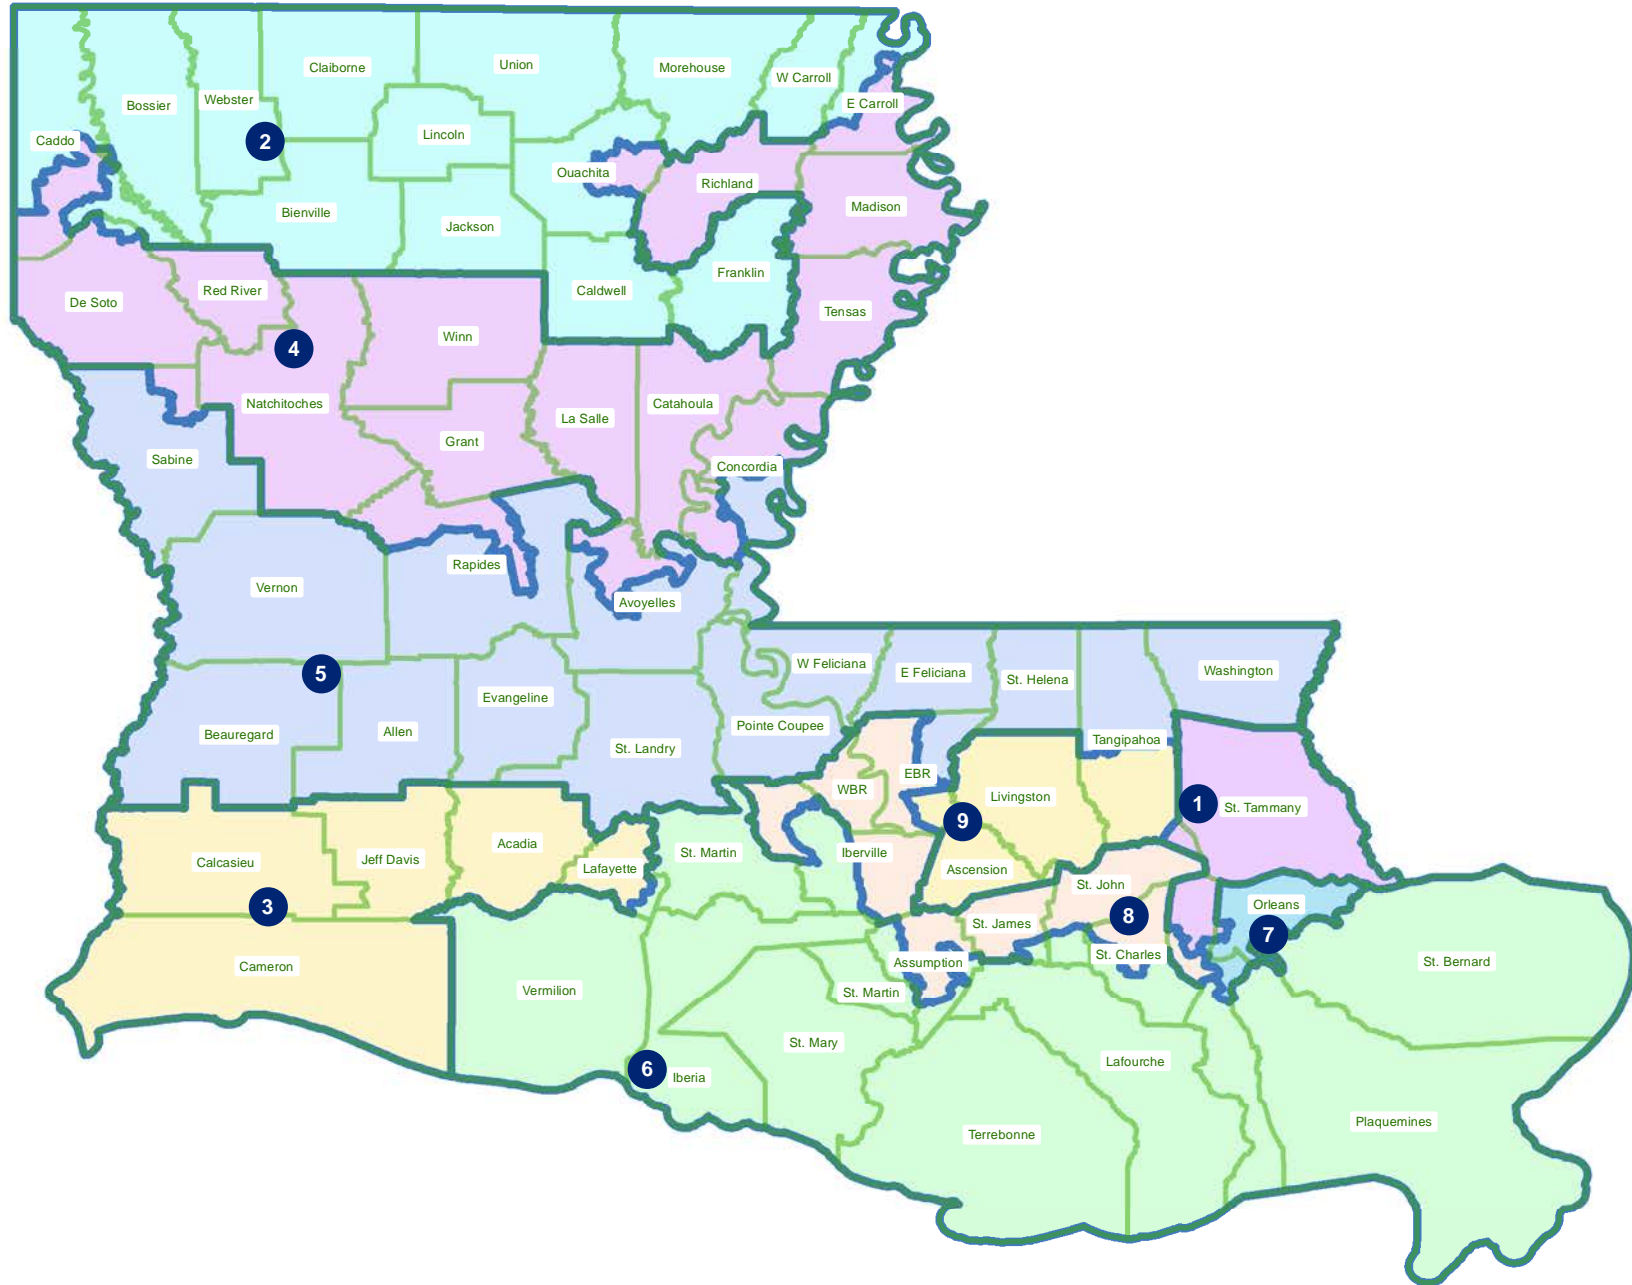 Claiborne
Union
Morehouse
W Carroll
Bossier
Webster
E Carroll
Caddo
2
Lincoln
Ouachita
Richland
Bienville
Jackson
Madison
Franklin
Red River
Caldwell
De Soto
Tensas
Winn
4
Natchitoches
Catahoula
La Salle
Grant
Sabine
Concordia
Rapides
Vernon
Avoyelles
W Feliciana
E Feliciana
St. Helena
Washington
5
Evangeline
Pointe Coupee
Beauregard
Allen
St. Landry
Tangipahoa
EBR
WBR
Livingston
1
St. Tammany
9
Acadia
Calcasieu
Jeff Davis
St. Martin
Iberville
Lafayette
Ascension
St. John
3
Orleans
8
St. James
7
Cameron
Assumption
St. Charles
St. Bernard
Vermilion
St. Martin
St. Mary
Lafourche
6
Iberia
Terrebonne
Plaquemines